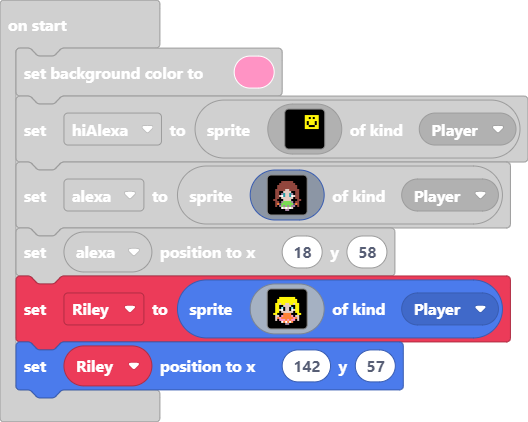 on start
set background color to
set hiAlexa to sprite of kind Player
set alexa to sprite of kind Player
set alexa position to x 18 y 58
set Riley to sprite of kind Player
set Riley position to x 142 y 57